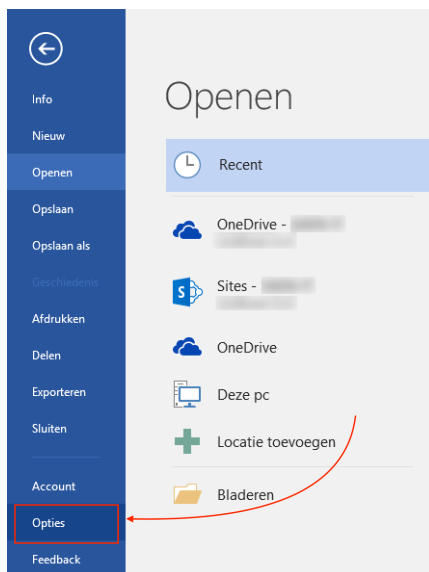 Info
Nieuw
Openen
Opslaan
Opslaan als
Geschiedenis
Afdrukken
Delen
Exporteren
Sluiten
Account
Opties
Feedback
Openen
Recent
OneDrive -
Sites -
OneDrive
Deze pc
Locatie toevoegen
Bladeren